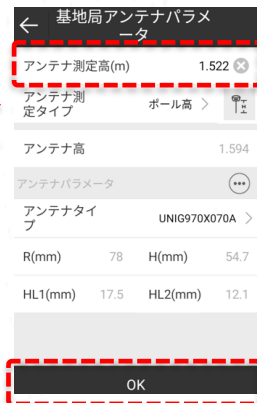 基地局アンテナパラメ
ータ
アンテナ測定高(m) 1.522
アンテナ測
定タイプ ポール高
アンテナ高 1.594
アンテナパラメータ
アンテナタイ
プ UNIG970X070A
R(mm) 78 H(mm) 54.7
HL1(mm) 17.5 HL2(mm) 12.1
OK